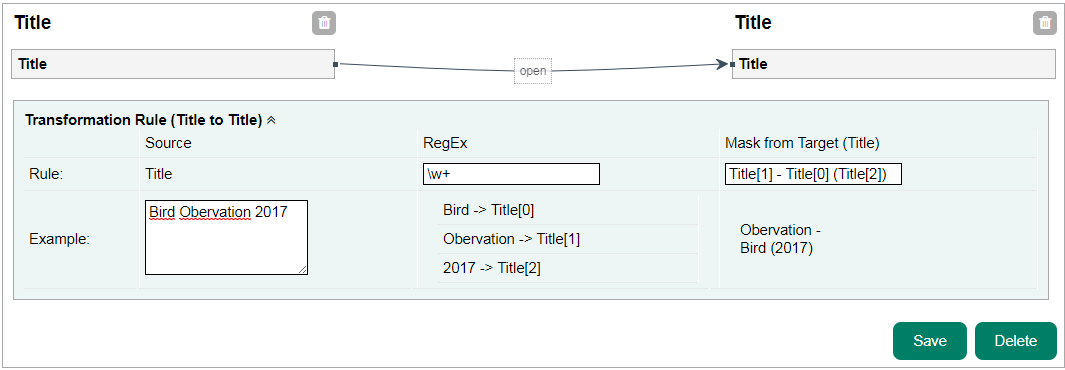 Title
Title
Title
open
Title
Transformation Rule (Title to Title)
Source
RegEx
Mask from Target (Title)
Rule:
Title
\w+
Title[1] - Title[0] (Title[2])
Example:
Bird Obervation 2017
Bird -> Title[0]
Obervation -> Title[1]
2017 -> Title[2]
Obervation -
Bird (2017)
Save
Delete